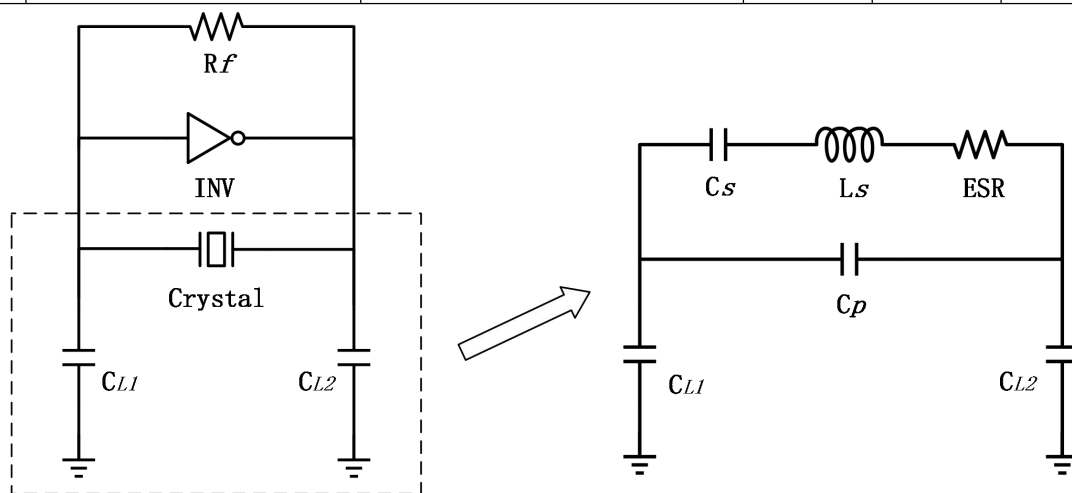 Rf
INV
Crystal
CL1
CL2
Cs
Ls
ESR
Cp
CL1
CL2